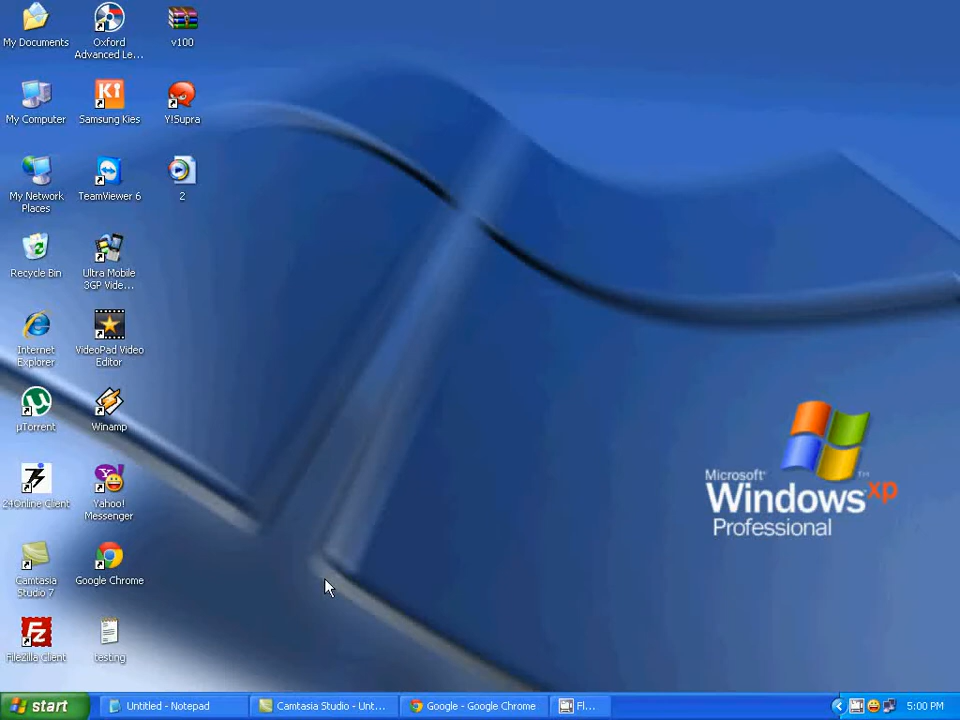 My Documents
Oxford
Advanced Le...
v100
My Computer
Samsung Kies
Y!Supra
My Network
Places
TeamViewer 6
2
Recycle Bin
Ultra Mobile
3GP Vide...
Internet
Explorer
VideoPad Video
Editor
µTorrent
Winamp
24Online Client
Yahoo!
Messenger
Camtasia
Studio 7
Google Chrome
FileZilla Client
testing
Microsoft®
Windows xp
Professional
start
Untitled - Notepad
Camtasia Studio - Unt...
Google - Google Chrome
Fl...
5:00 PM